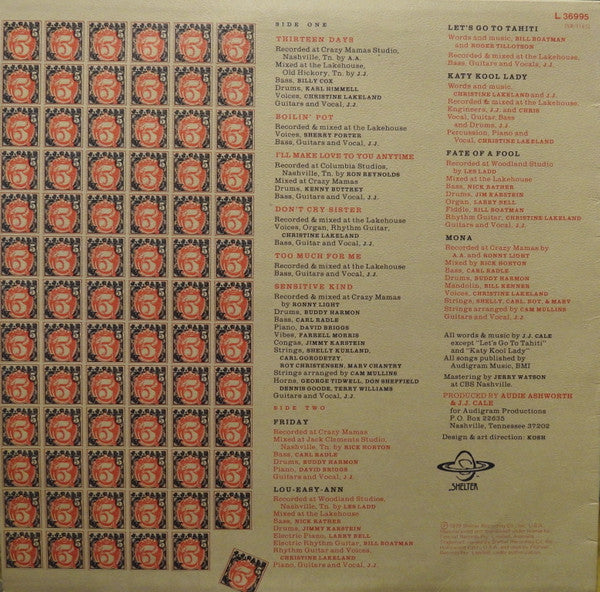 SIDE ONE
THIRTEEN DAYS
Recorded at Crazy Mamas Studio,
Nashville, Tn. by A.A.
Mixed at the Lakehouse,
Old Hickory, Tn. by J.J.
Bass, BILLY COX
Drums, KARL HIMMELL
Voices, CHRISTINE LAKELAND
Guitars and Vocal, J.J.
BOILIN' POT
Recorded & mixed at the Lakehouse
Voices, SHERRY PORTER
Bass, Guitars and Vocal, J.J.
I'LL MAKE LOVE TO YOU ANYTIME
Recorded at Columbia Studios,
Nashville, Tn. by RON REYNOLDS
Mixed at Crazy Mamas
Drums, KENNY BUTTREY
Bass, Guitars and Vocal, J.J.
DON'T CRY SISTER
Recorded & mixed at the Lakehouse
Voices, Organ, Rhythm Guitar,
CHRISTINE LAKELAND
Bass, Guitar and Vocal, J.J.
TOO MUCH FOR ME
Recorded & mixed at the Lakehouse
Bass, Guitars and Vocal, J.J.
SENSITIVE KIND
Recorded & mixed at Crazy Mamas
by RONNY LIGHT
Drums, BUDDY HARMON
Bass, CARL RADLE
Piano, DAVID BRIGGS
Vibes, FARRELL MORRIS
Congas, JIMMY KARSTEIN
Strings, SHELLY KURLAND,
CARL GORODETZY,
ROY CHRISTENSEN, MARV CHANTRY
Strings arranged by CAM MULLINS
Horns, GEORGE TIDWELL, DON SHEFFIELD
DENNIS GOODE, TERRY WILLIAMS
Guitars and Vocal, J.J.
SIDE TWO
FRIDAY
Recorded at Crazy Mamas
Mixed at Jack Clements Studio,
Nashville, Tn. by RICK HORTON
Bass, CARL RADLE
Drums, BUDDY HARMON
Piano, DAVID BRIGGS
Guitars and Vocal, J.J.
LOU-EASY-ANN
Recorded at Woodland Studios,
Nashville, Tn. by LES LADD
Mixed at the Lakehouse
Bass, NICK RATHER
Drums, JIMMY KARSTEIN
Electric Piano, LARRY BELL
Electric Rhythm Guitar, BILL BOATMAN
Rhythm Guitar and Voices,
CHRISTINE LAKELAND
Piano, Guitars and Vocal, J.J.
L 36995
LET'S GO TO TAHITI
Words and music, BILL BOATMAN
and ROGER TILLOTSON
Recorded & mixed at the Lakehouse
Bass, Guitars and Vocals, J.J.
KATY KOOL LADY
Words and music,
CHRISTINE LAKELAND and J.J.
Recorded & mixed at the Lakehouse
Engineers, J.J. and CHRIS
Vocal, Guitar, Bass
and Drums, J.J.
Percussion, Piano and
Vocal, CHRISTINE LAKELAND
FATE OF A FOOL
Recorded at Woodland Studio
by LES LADD
Mixed at the Lakehouse
Bass, NICK RATHER
Drums, JIM KARSTEIN
Organ, LARRY BELL
Fiddle, BILL BOATMAN
Rhythm Guitar, CHRISTINE LAKELAND
Guitars and Vocal, J.J.
MONA
Recorded at Crazy Mamas by
A.A. and RONNY LIGHT
Mixed by RICK HORTON
Bass, CARL RADLE
Drums, BUDDY HARMON
Mandolin, BILL KENNER
Voices, CHRISTINE LAKELAND
Strings, SHELLY, CARL, ROY, & MARV
Strings arranged by CAM MULLINS
Guitars and Vocal, J.J.
All words & music by J.J. CALE
except "Let's Go To Tahiti"
and "Katy Kool Lady"
All songs published by
Audigram Music, BMI
Mastering by JERRY WATSON
at CBS Nashville.
PRODUCED BY AUDIE ASHWORTH
& J.J. CALE
for Audigram Productions
P.O. Box 22635
Nashville, Tennessee 37202
Design & art direction: KOSH
SHELTER